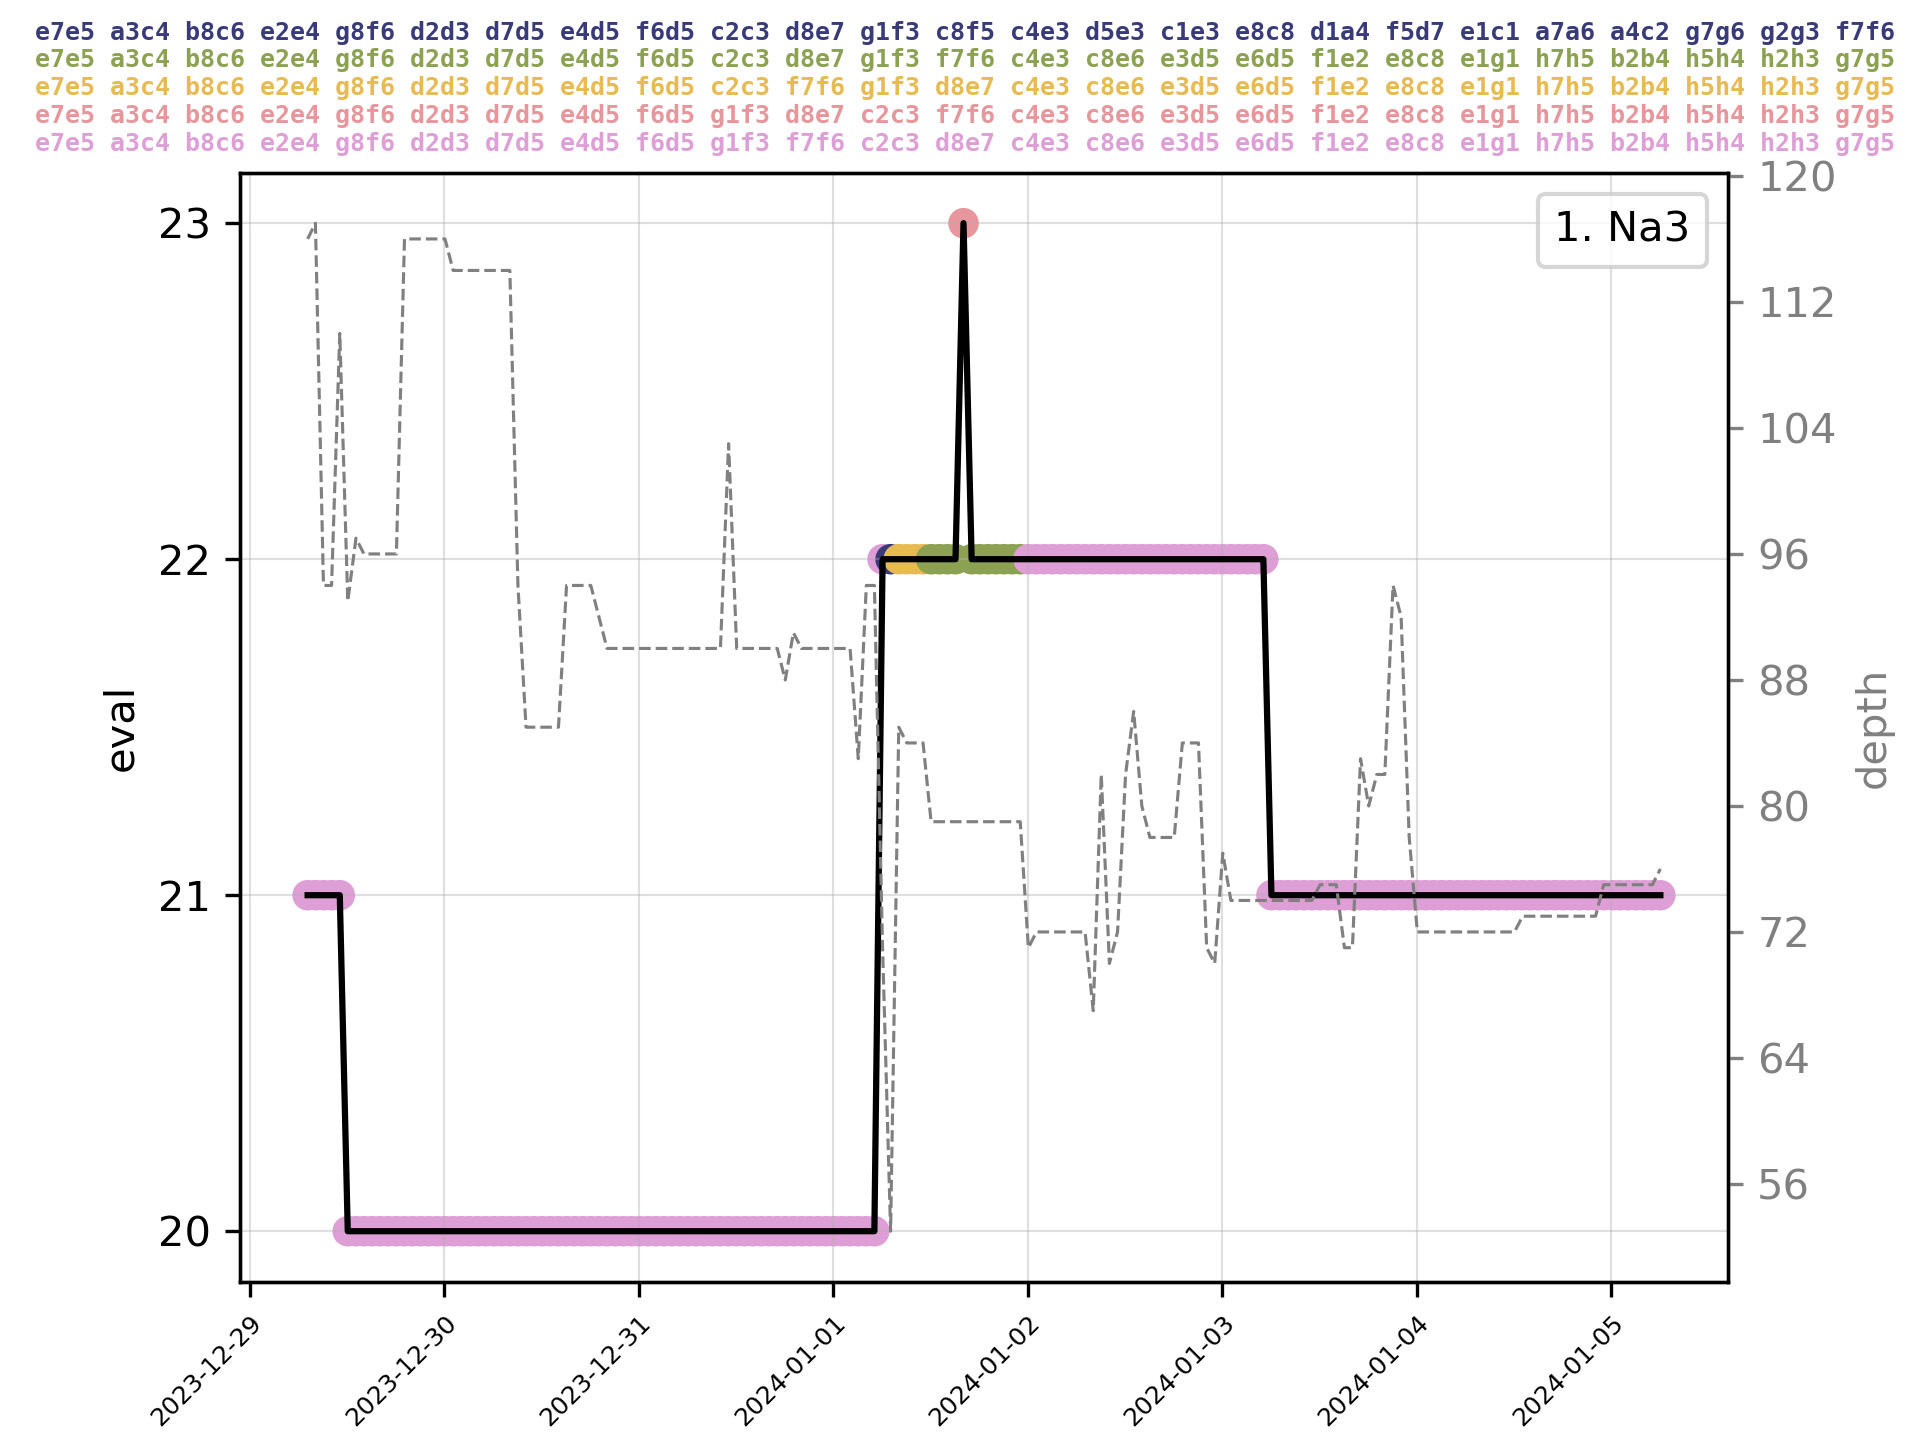 e7e5 a3c4 b8c6 e2e4 g8f6 d2d3 d7d5 e4d5 f6d5 c2c3 d8e7 g1f3 c8f5 c4e3 d5e3 c1e3 e8c8 d1a4 f5d7 e1c1 a7a6 a4c2 g7g6 g2g3 f7f6
e7e5 a3c4 b8c6 e2e4 g8f6 d2d3 d7d5 e4d5 f6d5 c2c3 d8e7 g1f3 f7f6 c4e3 c8e6 e3d5 e6d5 f1e2 e8c8 e1g1 h7h5 b2b4 h5h4 h2h3 g7g5
e7e5 a3c4 b8c6 e2e4 g8f6 d2d3 d7d5 e4d5 f6d5 c2c3 f7f6 g1f3 d8e7 c4e3 c8e6 e3d5 e6d5 f1e2 e8c8 e1g1 h7h5 b2b4 h5h4 h2h3 g7g5
e7e5 a3c4 b8c6 e2e4 g8f6 d2d3 d7d5 e4d5 f6d5 g1f3 d8e7 c2c3 f7f6 c4e3 c8e6 e3d5 e6d5 f1e2 e8c8 e1g1 h7h5 b2b4 h5h4 h2h3 g7g5
e7e5 a3c4 b8c6 e2e4 g8f6 d2d3 d7d5 e4d5 f6d5 g1f3 f7f6 c2c3 d8e7 c4e3 c8e6 e3d5 e6d5 f1e2 e8c8 e1g1 h7h5 b2b4 h5h4 h2h3 g7g5
1. Na3
23
22
21
20
eval
120
112
104
96
88
80
72
64
56
depth
2023-12-29
2023-12-30
2023-12-31
2024-01-01
2024-01-02
2024-01-03
2024-01-04
2024-01-05